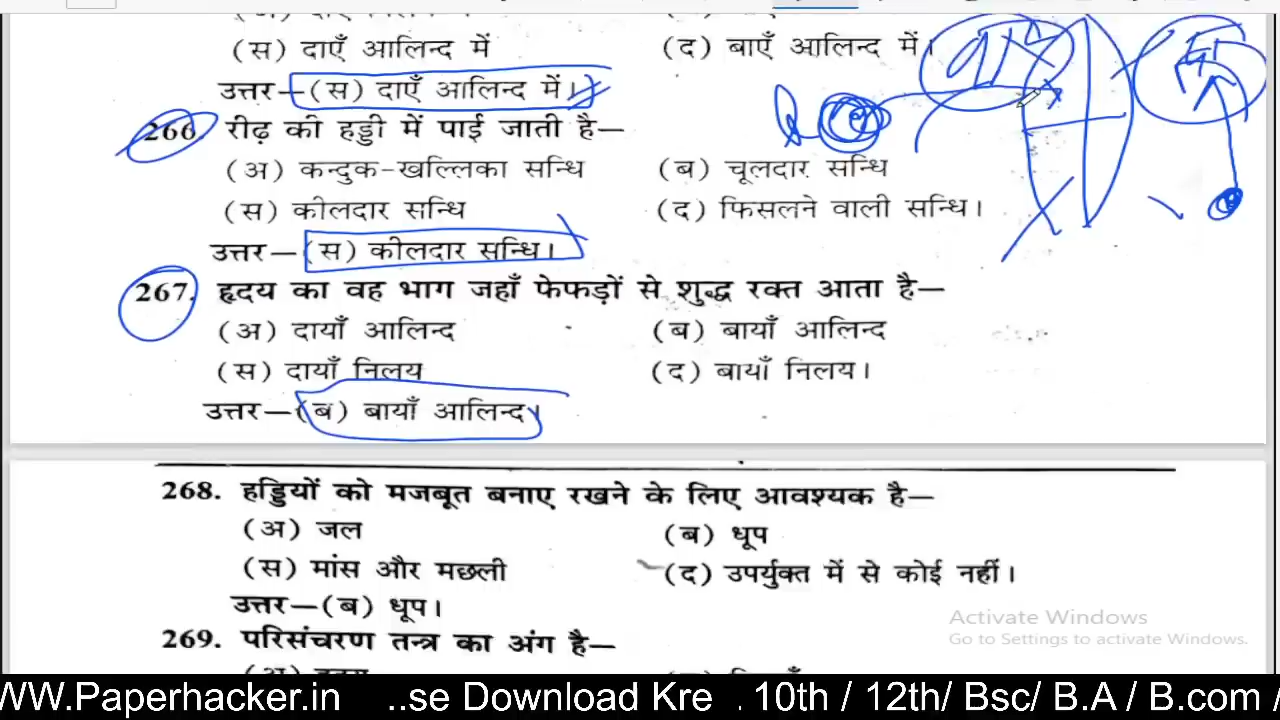 (स) दाएँ आलिन्द में (द) बाएँ आलिन्द में।
उत्तर–(स) दाएँ आलिन्द में।
266. रीढ़ की हड्डी में पाई जाती है–
(अ) कन्दुक-खल्लिका सन्धि (ब) चूलदार सन्धि
(स) कीलदार सन्धि (द) फिसलने वाली सन्धि।
उत्तर–(स) कीलदार सन्धि।
267. हृदय का वह भाग जहाँ फेफड़ों से शुद्ध रक्त आता है–
(अ) दायाँ आलिन्द (ब) बायाँ आलिन्द
(स) दायाँ निलय (द) बायाँ निलय।
उत्तर–(ब) बायाँ आलिन्द।
268. हड्डियों को मजबूत बनाए रखने के लिए आवश्यक है–
(अ) जल (ब) धूप
(स) मांस और मछली (द) उपर्युक्त में से कोई नहीं।
उत्तर–(ब) धूप।
269. परिसंचरण तन्त्र का अंग है–
Activate Windows
Go to Settings to activate Windows.
WW.Paperhacker.in ..se Download Kre . 10th / 12th/ Bsc/ B.A / B.com /